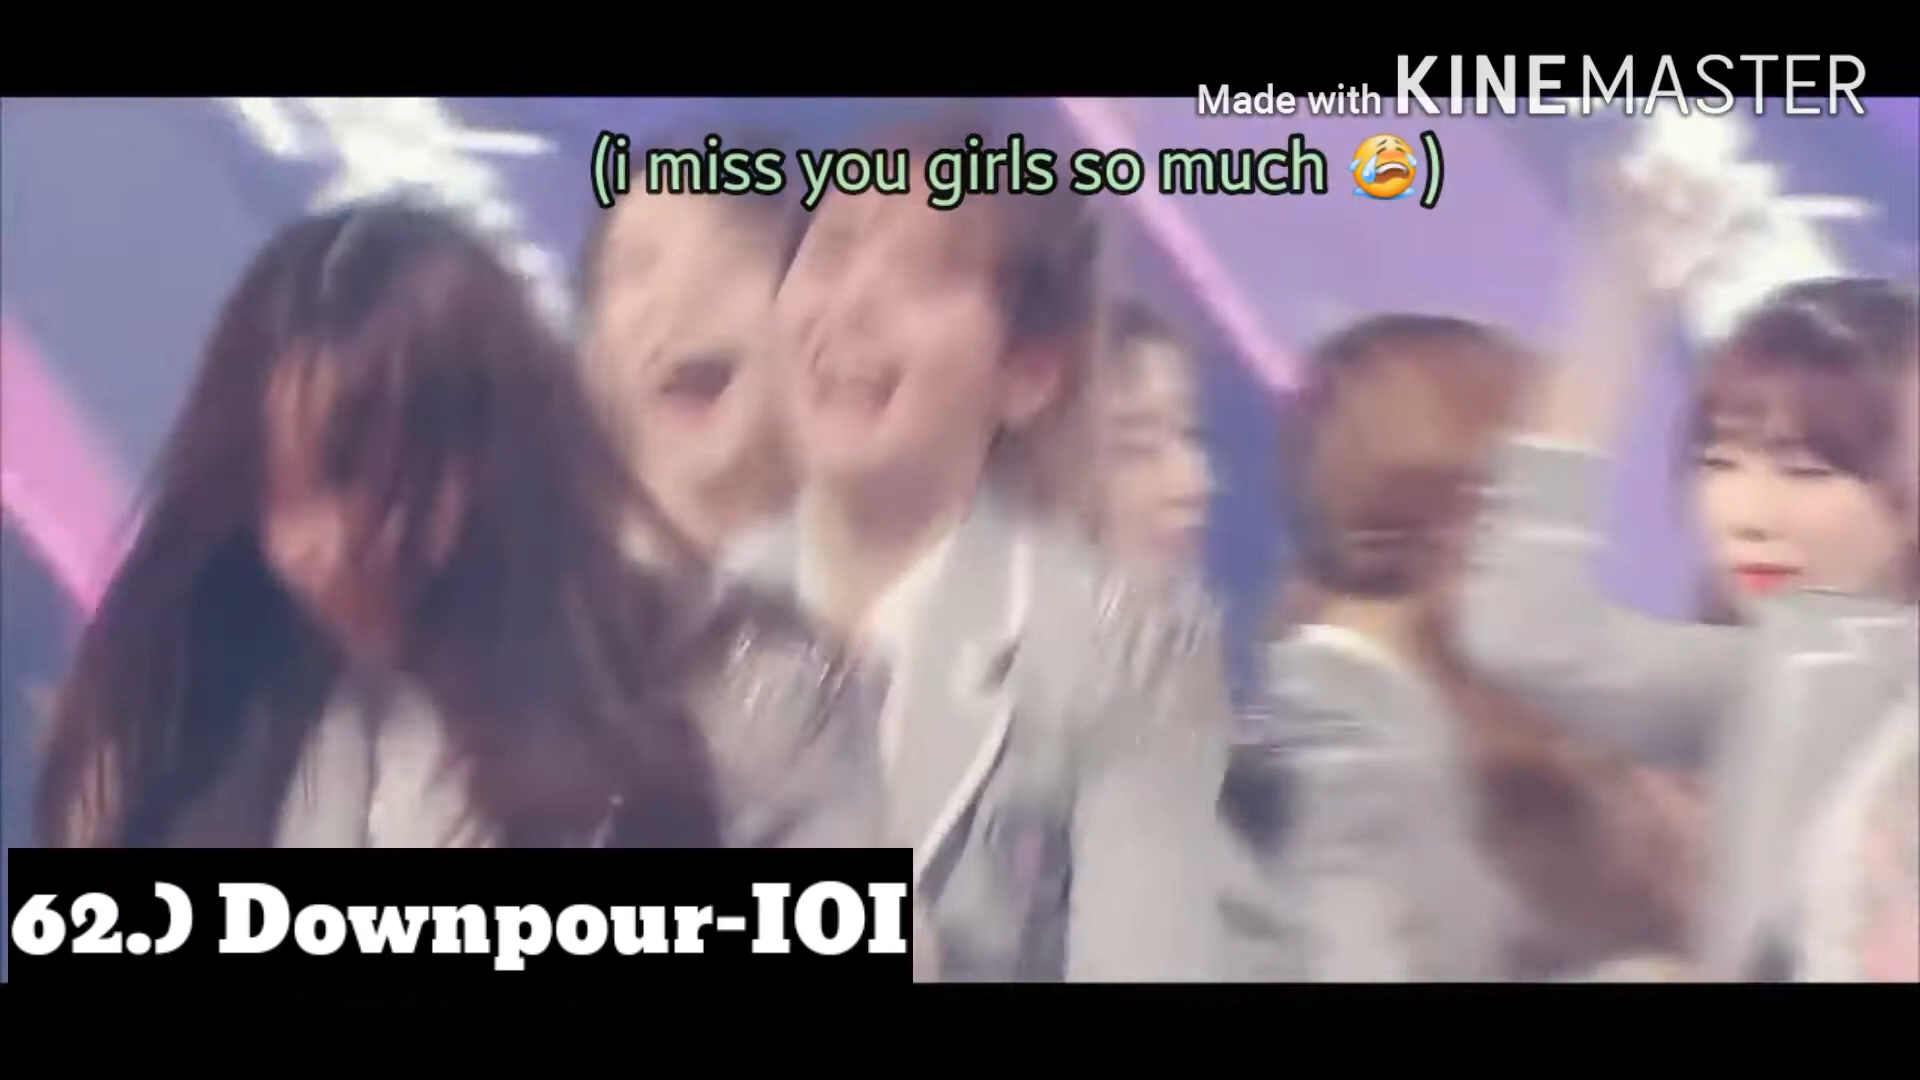 Made with KINEMASTER
(i miss you girls so much 😭)
62.) Downpour-IOI